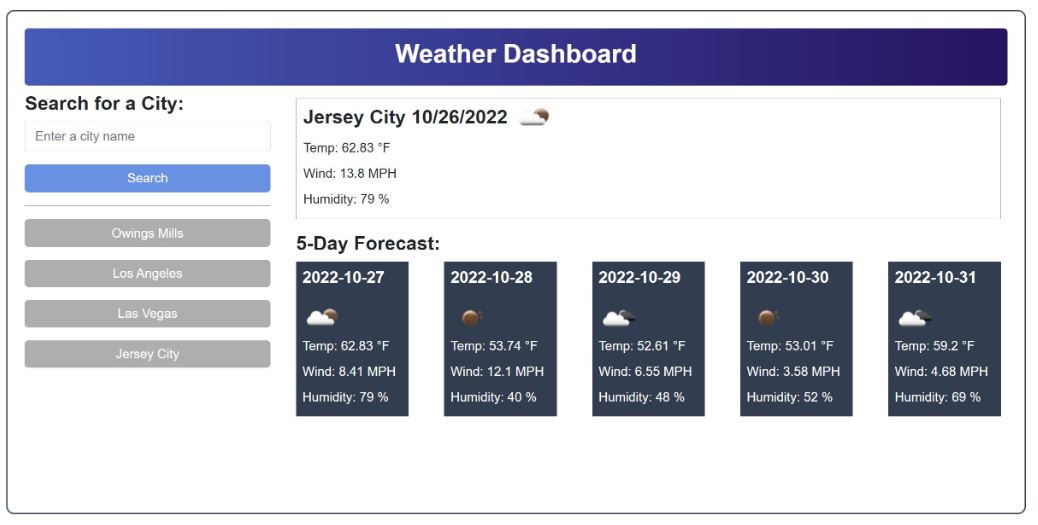 Weather Dashboard
Search for a City:
Enter a city name
Search
Owings Mills
Los Angeles
Las Vegas
Jersey City
Jersey City 10/26/2022
Temp: 62.83 °F
Wind: 13.8 MPH
Humidity: 79 %
5-Day Forecast:
2022-10-27
Temp: 62.83 °F
Wind: 8.41 MPH
Humidity: 79 %
2022-10-28
Temp: 53.74 °F
Wind: 12.1 MPH
Humidity: 40 %
2022-10-29
Temp: 52.61 °F
Wind: 6.55 MPH
Humidity: 48 %
2022-10-30
Temp: 53.01 °F
Wind: 3.58 MPH
Humidity: 52 %
2022-10-31
Temp: 59.2 °F
Wind: 4.68 MPH
Humidity: 69 %